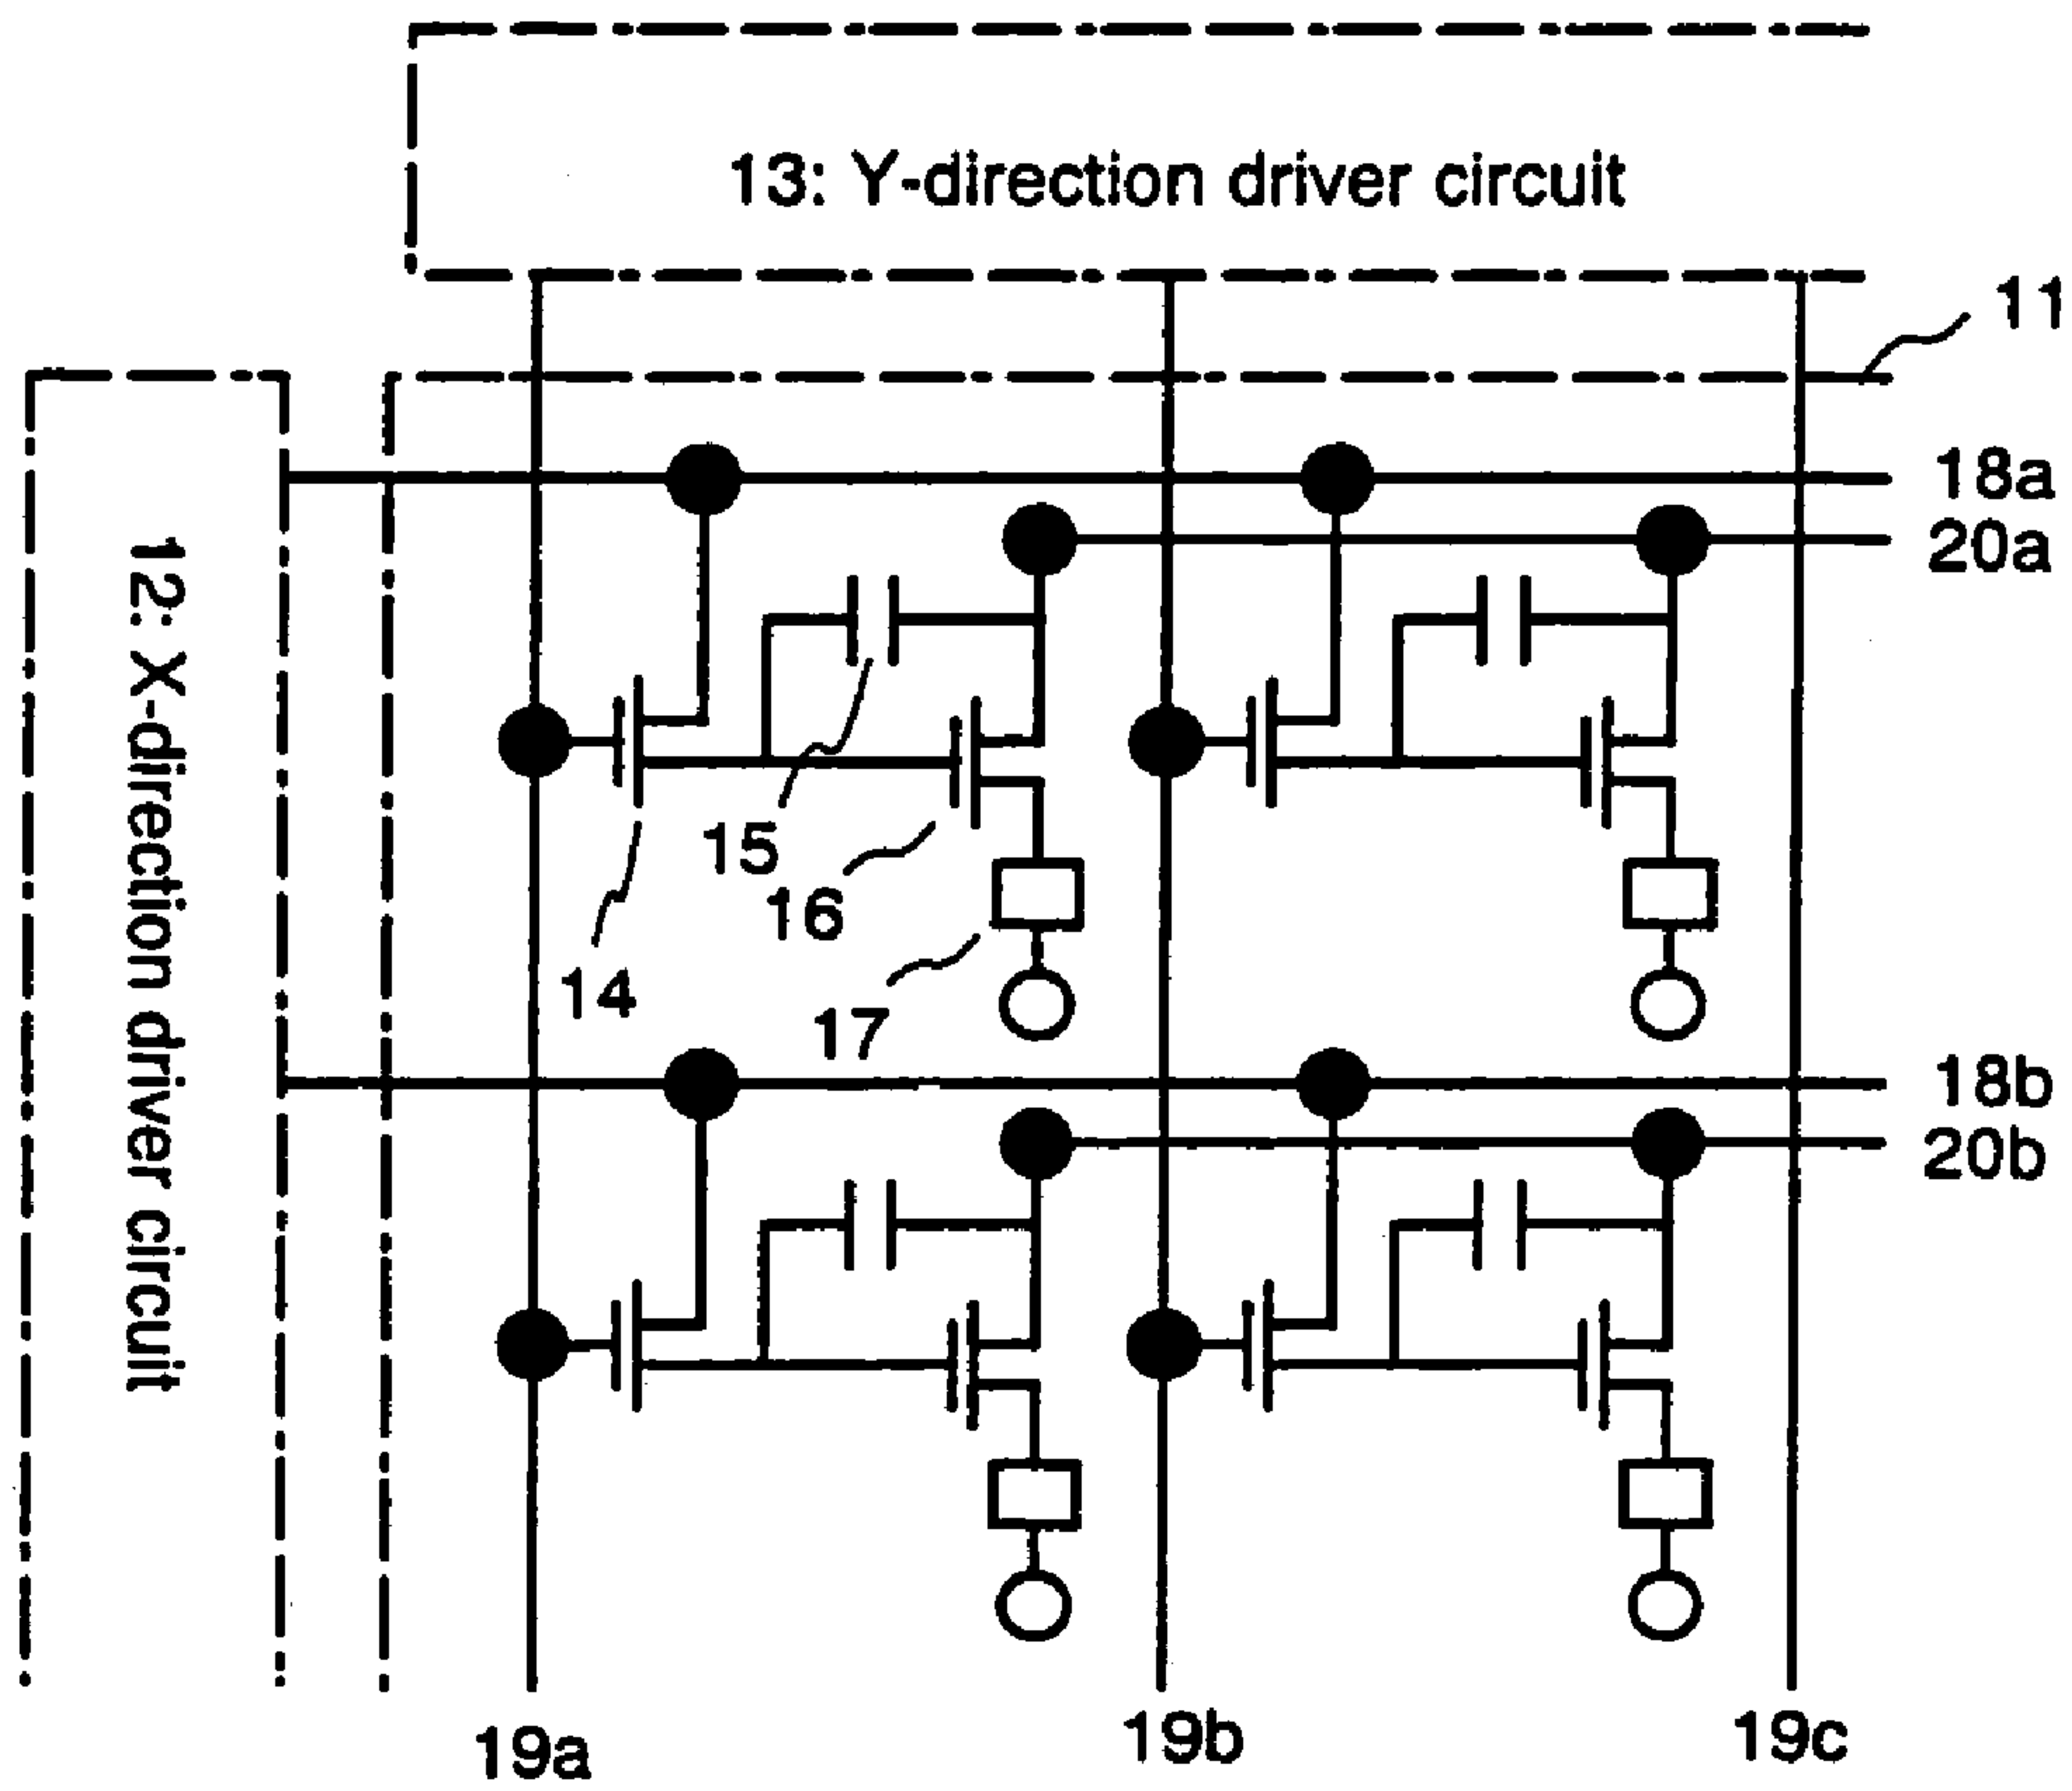 13: Y-direction driver circuit
11
18a
20a
12: X-direction driver circuit
15
16
14
17
18b
20b
19a
19b
19c